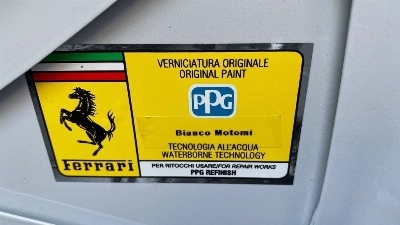 VERNICIATURA ORIGINALE
ORIGINAL PAINT
PPG
Bianco Motomi
TECNOLOGIA ALL'ACQUA
WATERBORNE TECHNOLOGY
Ferrari
PER RITOCCHI USARE/FOR REPAIR WORKS
PPG REFINISH